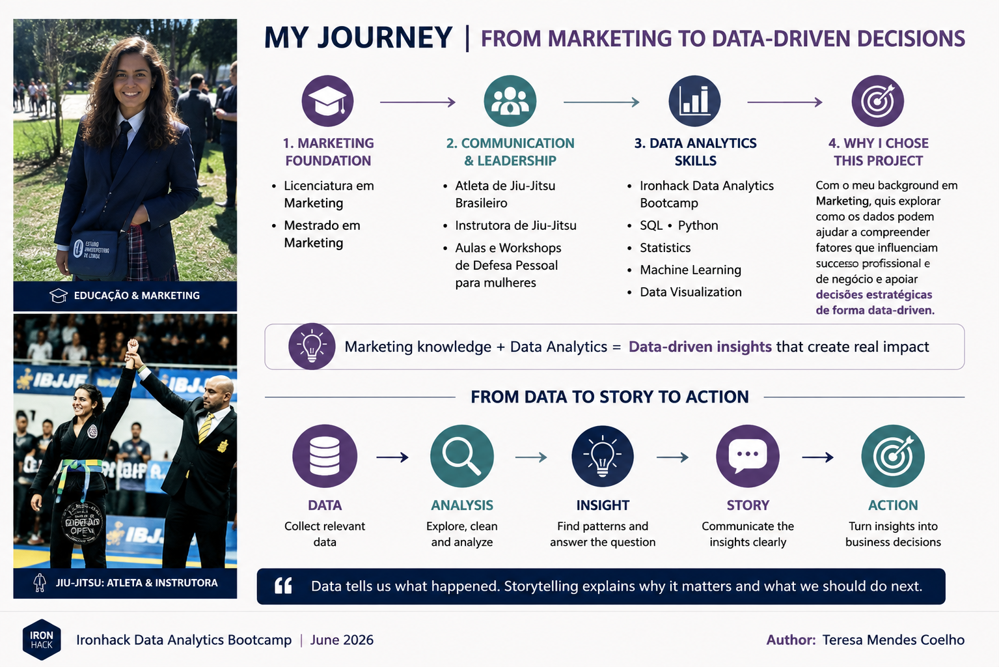 MY JOURNEY | FROM MARKETING TO DATA-DRIVEN DECISIONS
1. MARKETING
FOUNDATION
• Licenciatura em
Marketing
• Mestrado em
Marketing
2. COMMUNICATION
& LEADERSHIP
• Atleta de Jiu-Jitsu
Brasileiro
• Instrutora de Jiu-Jitsu
• Aulas e Workshops
de Defesa Pessoal
para mulheres
3. DATA ANALYTICS
SKILLS
• Ironhack Data Analytics
Bootcamp
• SQL • Python
• Statistics
• Machine Learning
• Data Visualization
4. WHY I CHOSE
THIS PROJECT
Com o meu background em
Marketing, quis explorar
como os dados podem
ajudar a compreender
fatores que influenciam
sucesso profissional e
de negócio e apoiar
decisões estratégicas
de forma data-driven.
EDUCAÇÃO & MARKETING
IBJJF
IBJJF
IBJJF
OPEN
JIU-JITSU: ATLETA & INSTRUTORA
Marketing knowledge + Data Analytics = Data-driven insights that create real impact
FROM DATA TO STORY TO ACTION
DATA
Collect relevant
data
ANALYSIS
Explore, clean
and analyze
INSIGHT
Find patterns and
answer the question
STORY
Communicate the
insights clearly
ACTION
Turn insights into
business decisions
“ Data tells us what happened. Storytelling explains why it matters and what we should do next.
IRON
HACK
Ironhack Data Analytics Bootcamp | June 2026
Author: Teresa Mendes Coelho